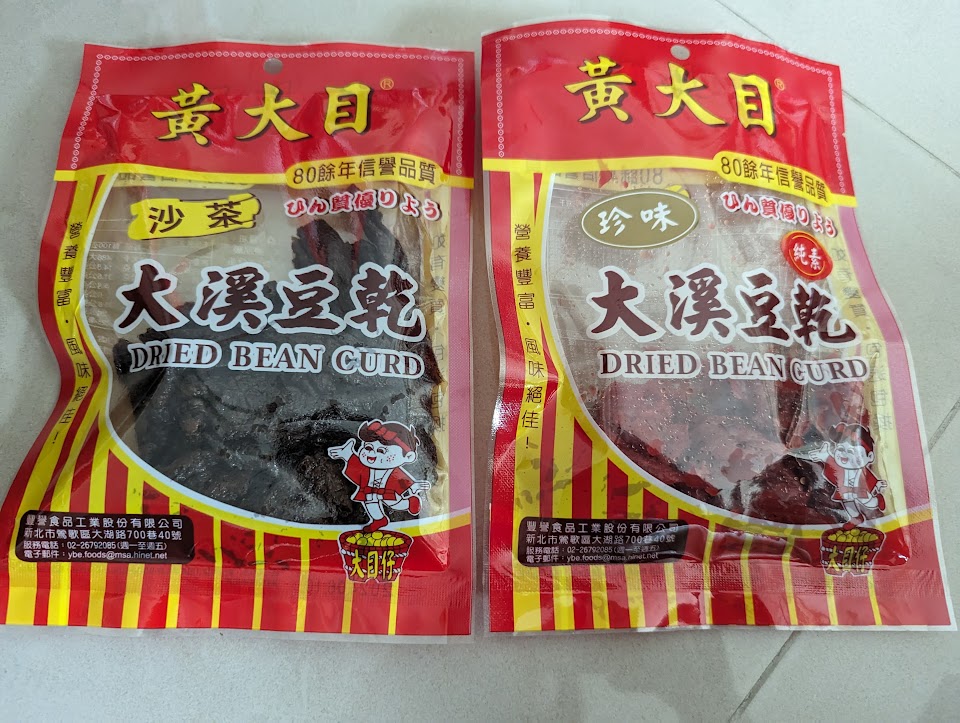 黃大目®
80餘年信譽品質
ひん質優りよう
沙茶
營養豐富・風味絕佳！
大溪豆乾
DRIED BEAN CURD
豐譽食品工業股份有限公司
新北市鶯歌區大湖路700巷40號
服務電話：02-26792085(週一至週五)
電子郵件：ybe.foods@msa.hinet.net
大目仔
黃大目®
80餘年信譽品質
ひん質優りよう
珍味
純素
營養豐富・風味絕佳！
大溪豆乾
DRIED BEAN CURD
豐譽食品工業股份有限公司
新北市鶯歌區大湖路700巷40號
服務電話：02-26792085(週一至週五)
電子郵件：ybe.foods@msa.hinet.net
大目仔